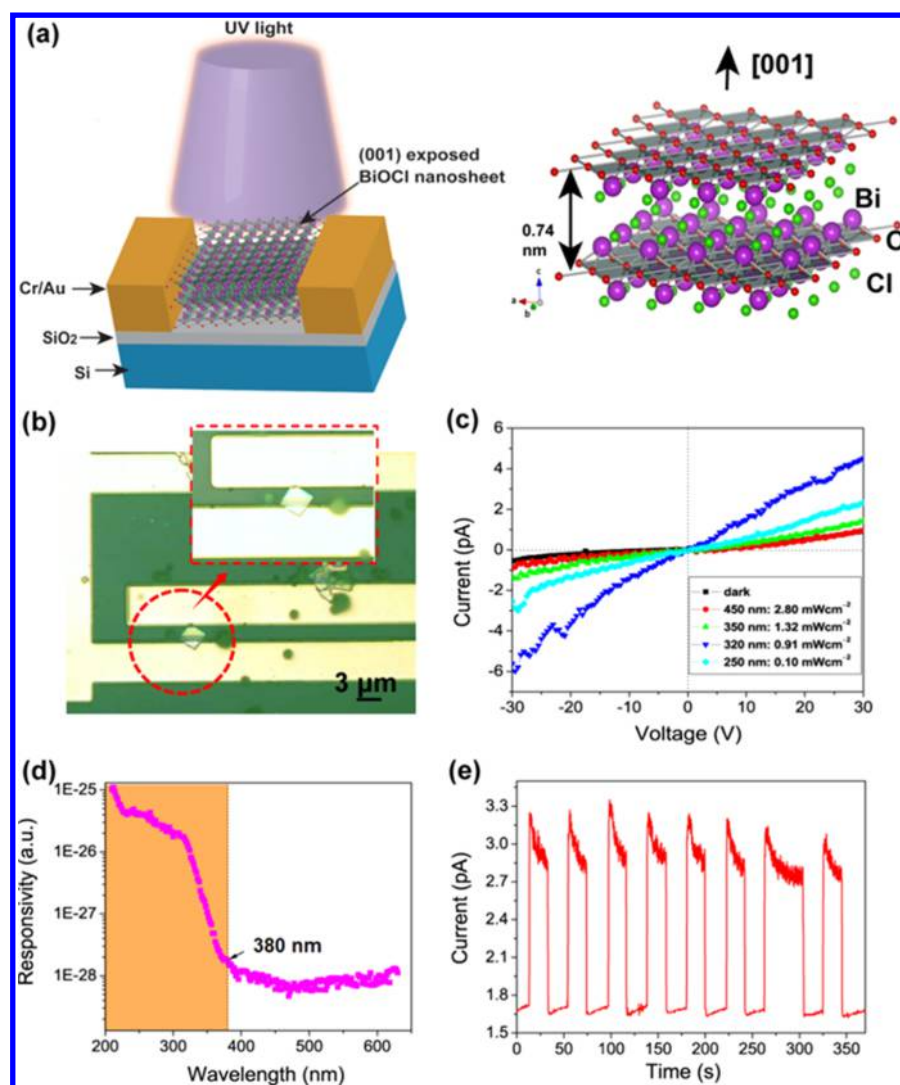 (a)
UV light
(001) exposed
BiOCl nanosheet
Cr/Au
SiO₂
Si
[001]
0.74
nm
Bi
O
Cl
c
a
b
(b)
3 μm
(c)
Current (pA)
6
4
2
0
-2
-4
-6
dark
450 nm: 2.80 mWcm⁻²
350 nm: 1.32 mWcm⁻²
320 nm: 0.91 mWcm⁻²
250 nm: 0.10 mWcm⁻²
-30 -20 -10 0 10 20 30
Voltage (V)
(d)
Responsivity (a.u.)
1E-25
1E-26
1E-27
1E-28
380 nm
200 300 400 500 600
Wavelength (nm)
(e)
Current (pA)
3.3
2.7
2.1
1.8
1.5
0 50 100 150 200 250 300 350
Time (s)